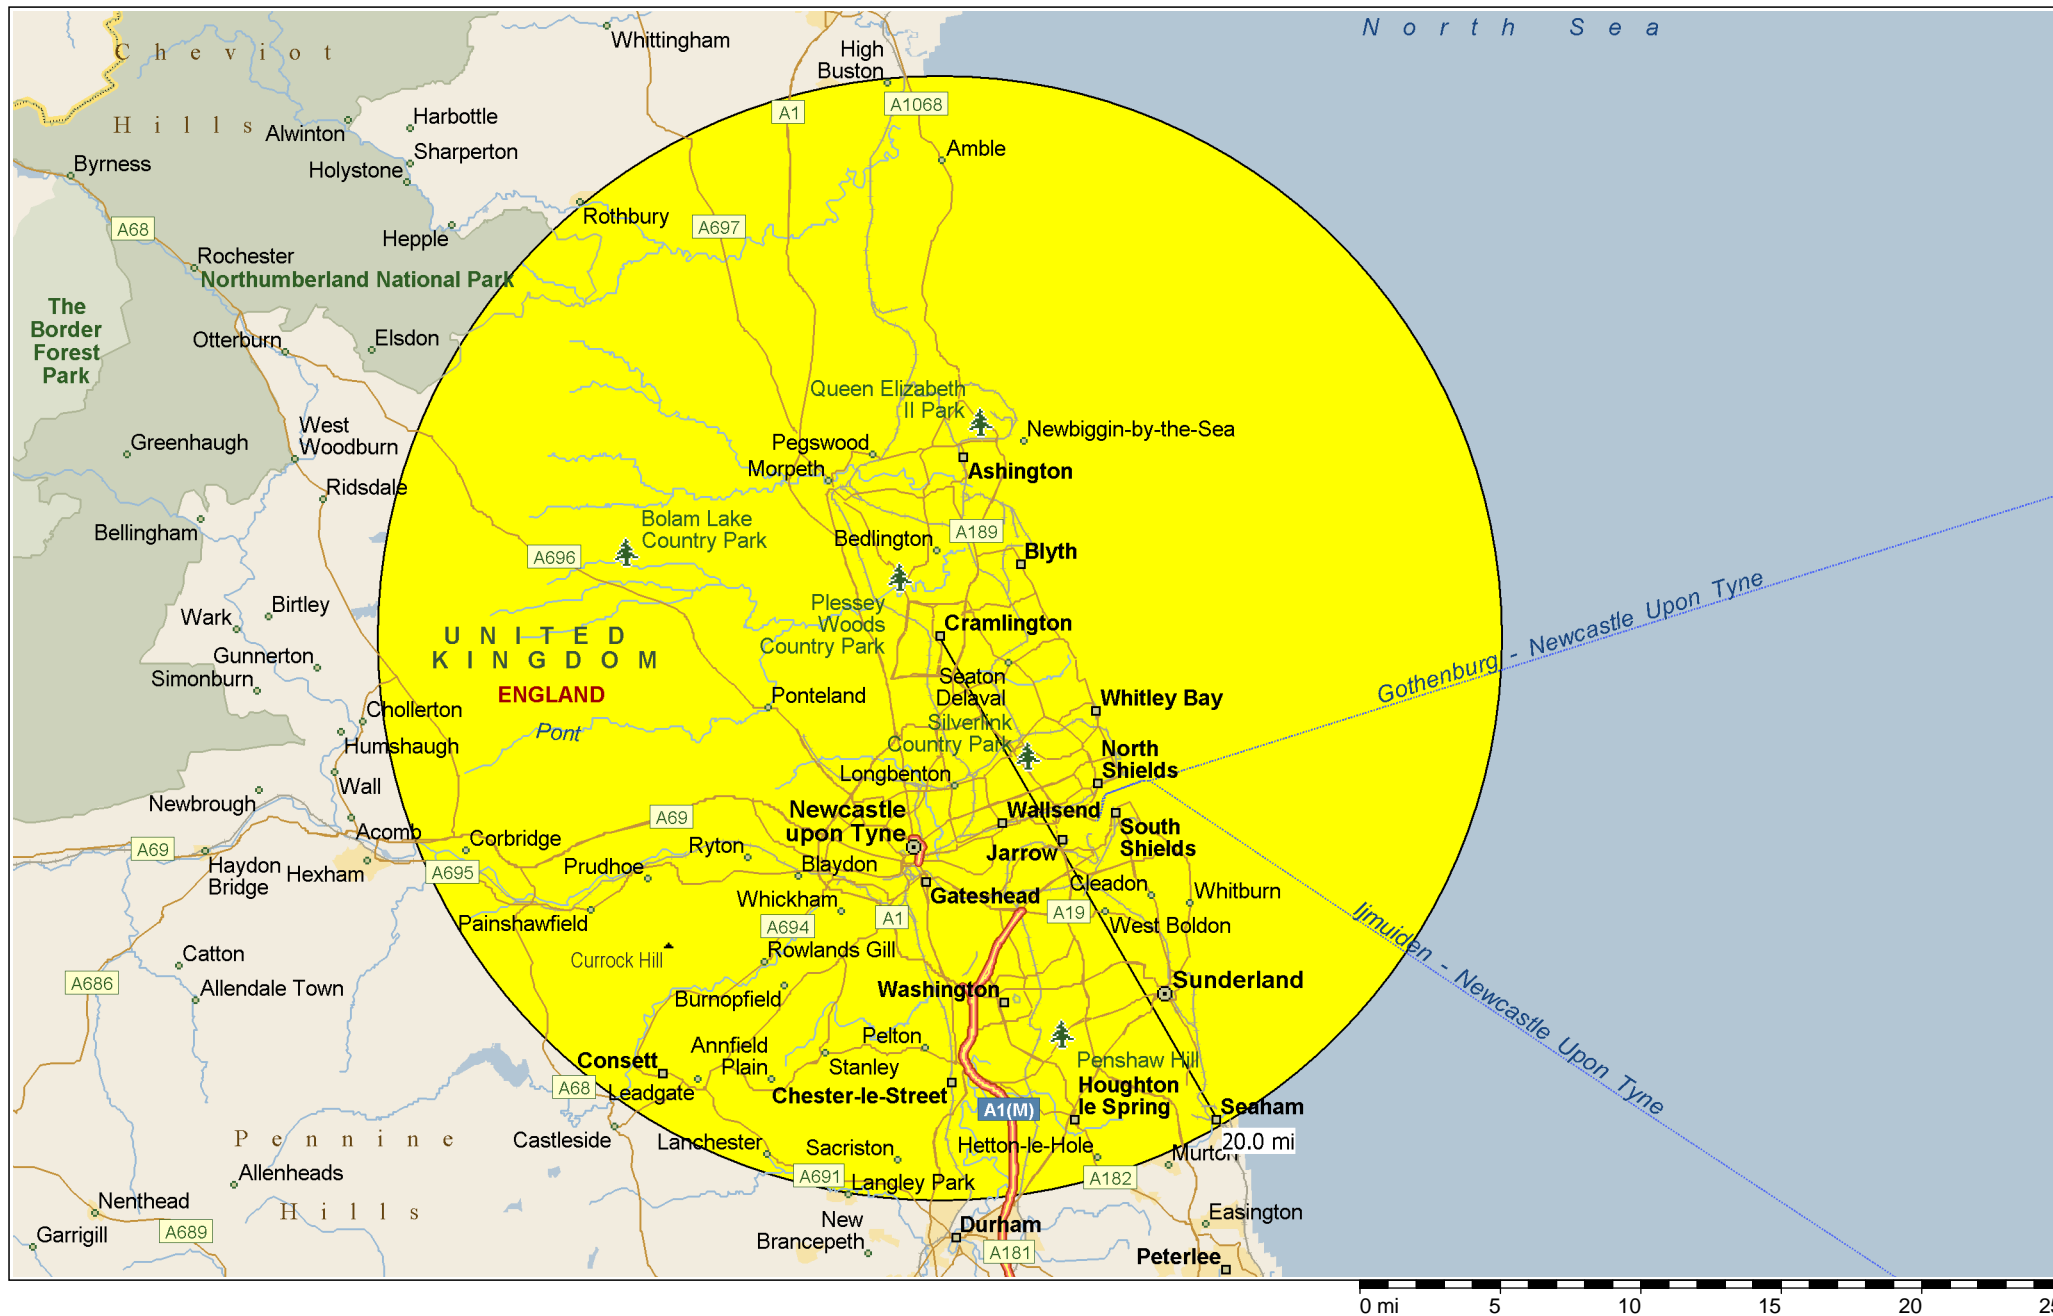 North Sea
Cheviot
Hills
Whittingham
High
Buston
A1
A1068
Harbottle
Alwinton
Sharperton
Holystone
Amble
Byrness
A68
Rothbury
A697
Hepple
Rochester
Northumberland National Park
The
Border
Forest
Park
Otterburn
Elsdon
Queen Elizabeth
II Park
West
Woodburn
Greenhaugh
Pegswood
Newbiggin-by-the-Sea
Morpeth
Ashington
Ridsdale
Bellingham
Bolam Lake
Country Park
Bedlington
A189
A696
Blyth
Plessey
Woods
Country Park
Birtley
Wark
UNITED
KINGDOM
ENGLAND
Cramlington
Gothenburg - Newcastle Upon Tyne
Gunnerton
Simonburn
Seaton
Delaval
Ponteland
Whitley Bay
Chollerton
Pont
Silverlink
Country Park
Humshaugh
North
Shields
Wall
Longbenton
Newbrough
Newcastle
upon Tyne
A69
Wallsend
South
Shields
Acomb
Corbridge
A69
Ryton
Jarrow
Haydon
Bridge
Hexham
A695
Prudhoe
Blaydon
Cleadon
Whitburn
Whickham
Gateshead
Painshawfield
A694
A1
A19
West Boldon
Ijmuiden - Newcastle Upon Tyne
Currock Hill
Rowlands Gill
Catton
A686
Allendale Town
Burnopfield
Washington
Sunderland
Pelton
Annfield
Plain
Stanley
Consett
Penshaw Hill
A68
Leadgate
Chester-le-Street
Houghton
le Spring
A1(M)
Seaham
20.0 mi
Pennine
Hills
Castleside
Lanchester
Sacriston
Hetton-le-Hole
Murton
Allenheads
A691
Langley Park
A182
Nenthead
Garrigill
A689
New
Brancepeth
Durham
A181
Easington
Peterlee
0 mi 5 10 15 20